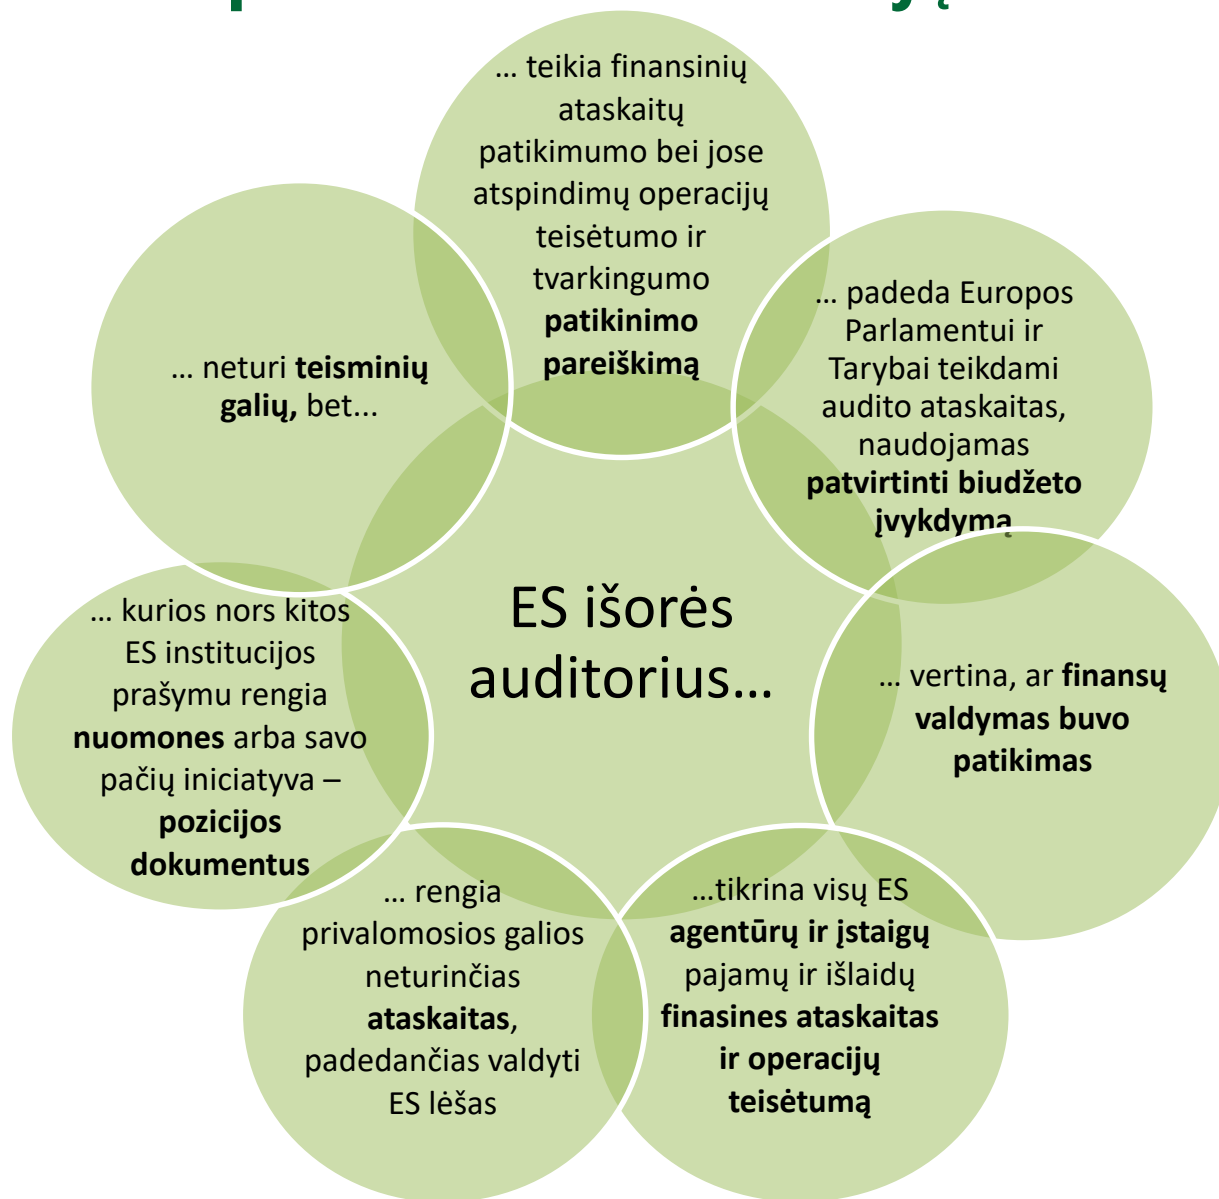 ES išorės
auditorius…
… teikia finansinių
ataskaitų
patikimumo bei jose
atspindimų operacijų
teisėtumo ir
tvarkingumo
patikinimo
pareiškimą
… padeda Europos
Parlamentui ir
Tarybai teikdami
audito ataskaitas,
naudojamas
patvirtinti biudžeto
įvykdymą
… vertina, ar finansų
valdymas buvo
patikimas
…tikrina visų ES
agentūrų ir įstaigų
pajamų ir išlaidų
finasines ataskaitas
ir operacijų
teisėtumą
… rengia
privalomosios galios
neturinčias
ataskaitas,
padedančias valdyti
ES lėšas
… kurios nors kitos
ES institucijos
prašymu rengia
nuomones arba savo
pačių iniciatyva –
pozicijos
dokumentus
… neturi teisminių
galių, bet...